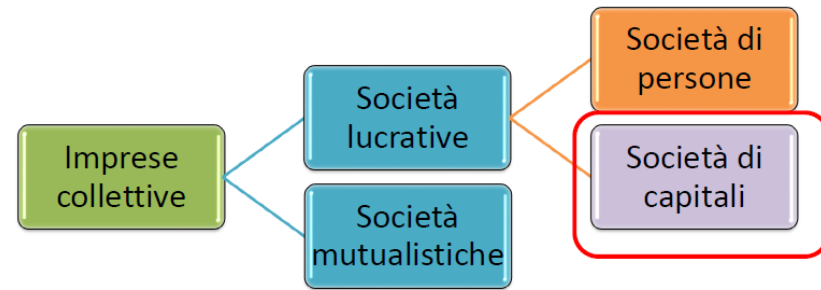 Imprese
collettive
Società
lucrative
Società
mutualistiche
Società di
persone
Società di
capitali